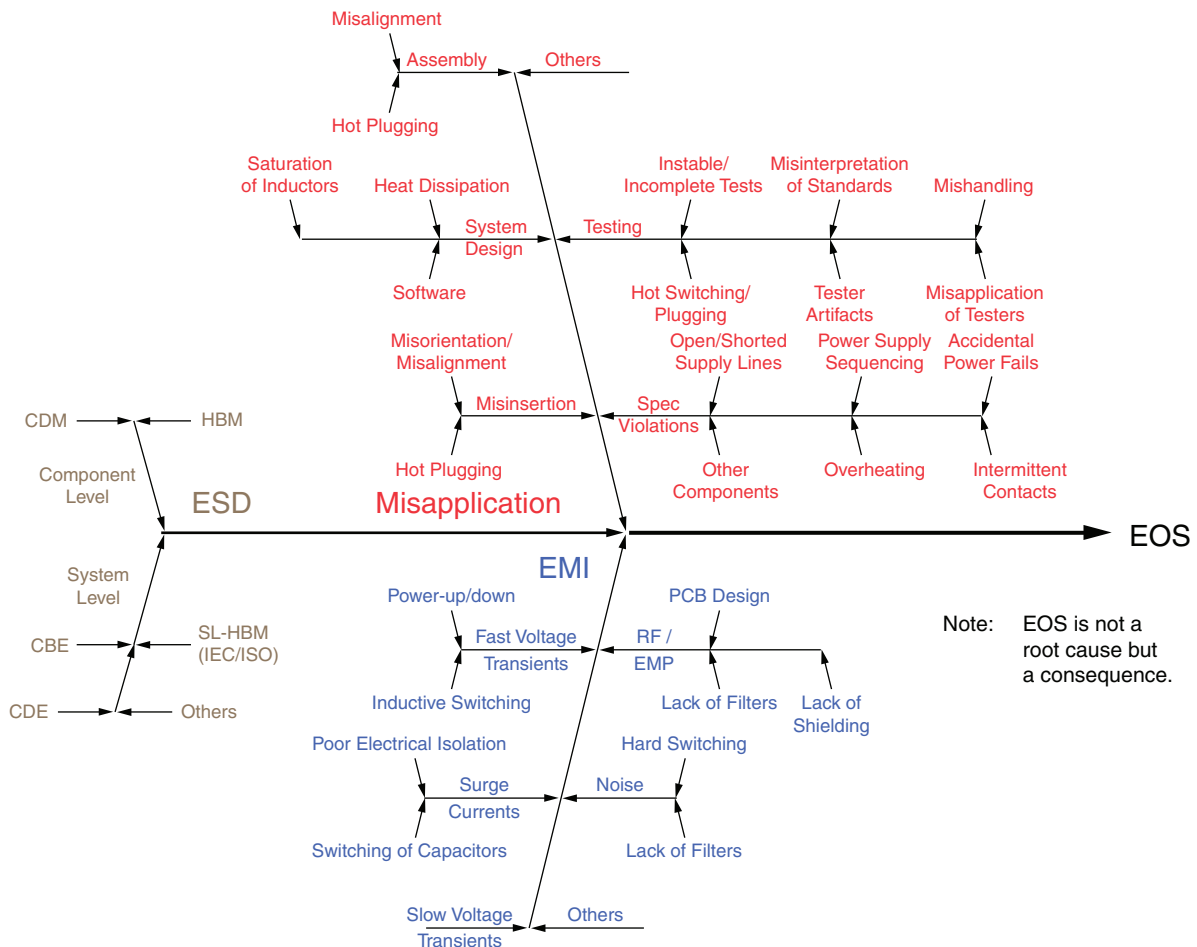 Misalignment
Assembly
Others
Hot Plugging
Saturation
of Inductors
Heat Dissipation
Instable/
Incomplete Tests
Misinterpretation
of Standards
Mishandling
System
Design
Testing
Software
Hot Switching/
Plugging
Tester
Artifacts
Misapplication
of Testers
Misorientation/
Misalignment
Open/Shorted
Supply Lines
Power Supply
Sequencing
Accidental
Power Fails
Misinsertion
Spec
Violations
CDM
HBM
Hot Plugging
Other
Components
Overheating
Intermittent
Contacts
Component
Level
ESD
Misapplication
EOS
EMI
System
Level
Power-up/down
PCB Design
Note: EOS is not a
root cause but
a consequence.
CBE
SL-HBM
(IEC/ISO)
Fast Voltage
Transients
RF /
EMP
Inductive Switching
Lack of Filters
Lack of
Shielding
CDE
Others
Poor Electrical Isolation
Hard Switching
Surge
Currents
Noise
Switching of Capacitors
Lack of Filters
Slow Voltage
Transients
Others